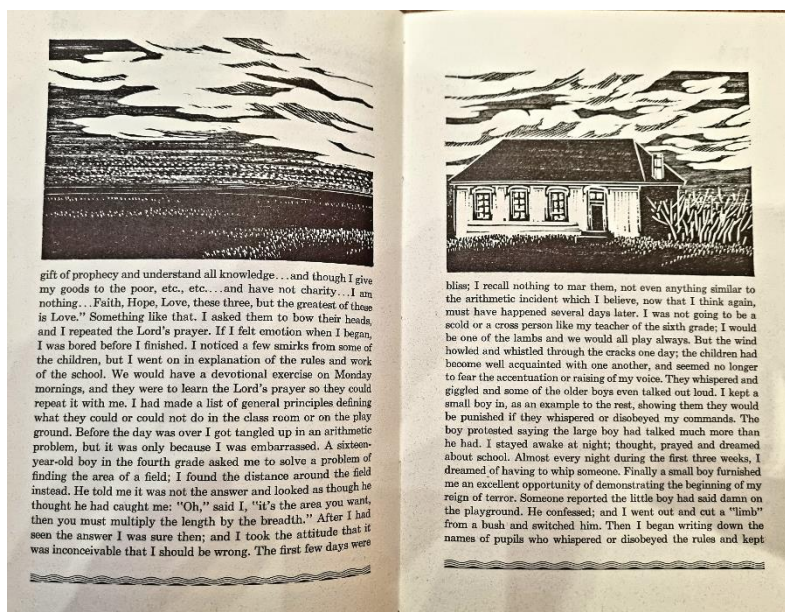 gift of prophecy and understand all knowledge...and though I give
my goods to the poor, etc., etc....and have not charity...I am
nothing...Faith, Hope, Love, these three, but the greatest of these
is Love." Something like that. I asked them to bow their heads,
and I repeated the Lord's prayer. If I felt emotion when I began,
I was bored before I finished. I noticed a few smirks from some of
the children, but I went on in explanation of the rules and work
of the school. We would have a devotional exercise on Monday
mornings, and they were to learn the Lord's prayer so they could
repeat it with me. I had made a list of general principles defining
what they could or could not do in the class room or on the play
ground. Before the day was over I got tangled up in an arithmetic
problem, but it was only because I was embarrassed. A sixteen-
year-old boy in the fourth grade asked me to solve a problem of
finding the area of a field; I found the distance around the field
instead. He told me it was not the answer and looked as though he
thought he had caught me: "Oh," said I, "it's the area you want,
then you must multiply the length by the breadth." After I had
seen the answer I was sure then; and I took the attitude that it
was inconceivable that I should be wrong. The first few days were
bliss; I recall nothing to mar them, not even anything similar to
the arithmetic incident which I believe, now that I think again,
must have happened several days later. I was not going to be a
scold or a cross person like my teacher of the sixth grade; I would
be one of the lambs and we would all play always. But the wind
howled and whistled through the cracks one day; the children had
become well acquainted with one another, and seemed no longer
to fear the accentuation or raising of my voice. They whispered and
giggled and some of the older boys even talked out loud. I kept a
small boy in, as an example to the rest, showing them they would
be punished if they whispered or disobeyed my commands. The
boy protested saying the large boy had talked much more than
he had. I stayed awake at night; thought, prayed and dreamed
about school. Almost every night during the first three weeks, I
dreamed of having to whip someone. Finally a small boy furnished
me an excellent opportunity of demonstrating the beginning of my
reign of terror. Someone reported the little boy had said damn on
the playground. He confessed; and I went out and cut a "limb"
from a bush and switched him. Then I began writing down the
names of pupils who whispered or disobeyed the rules and kept